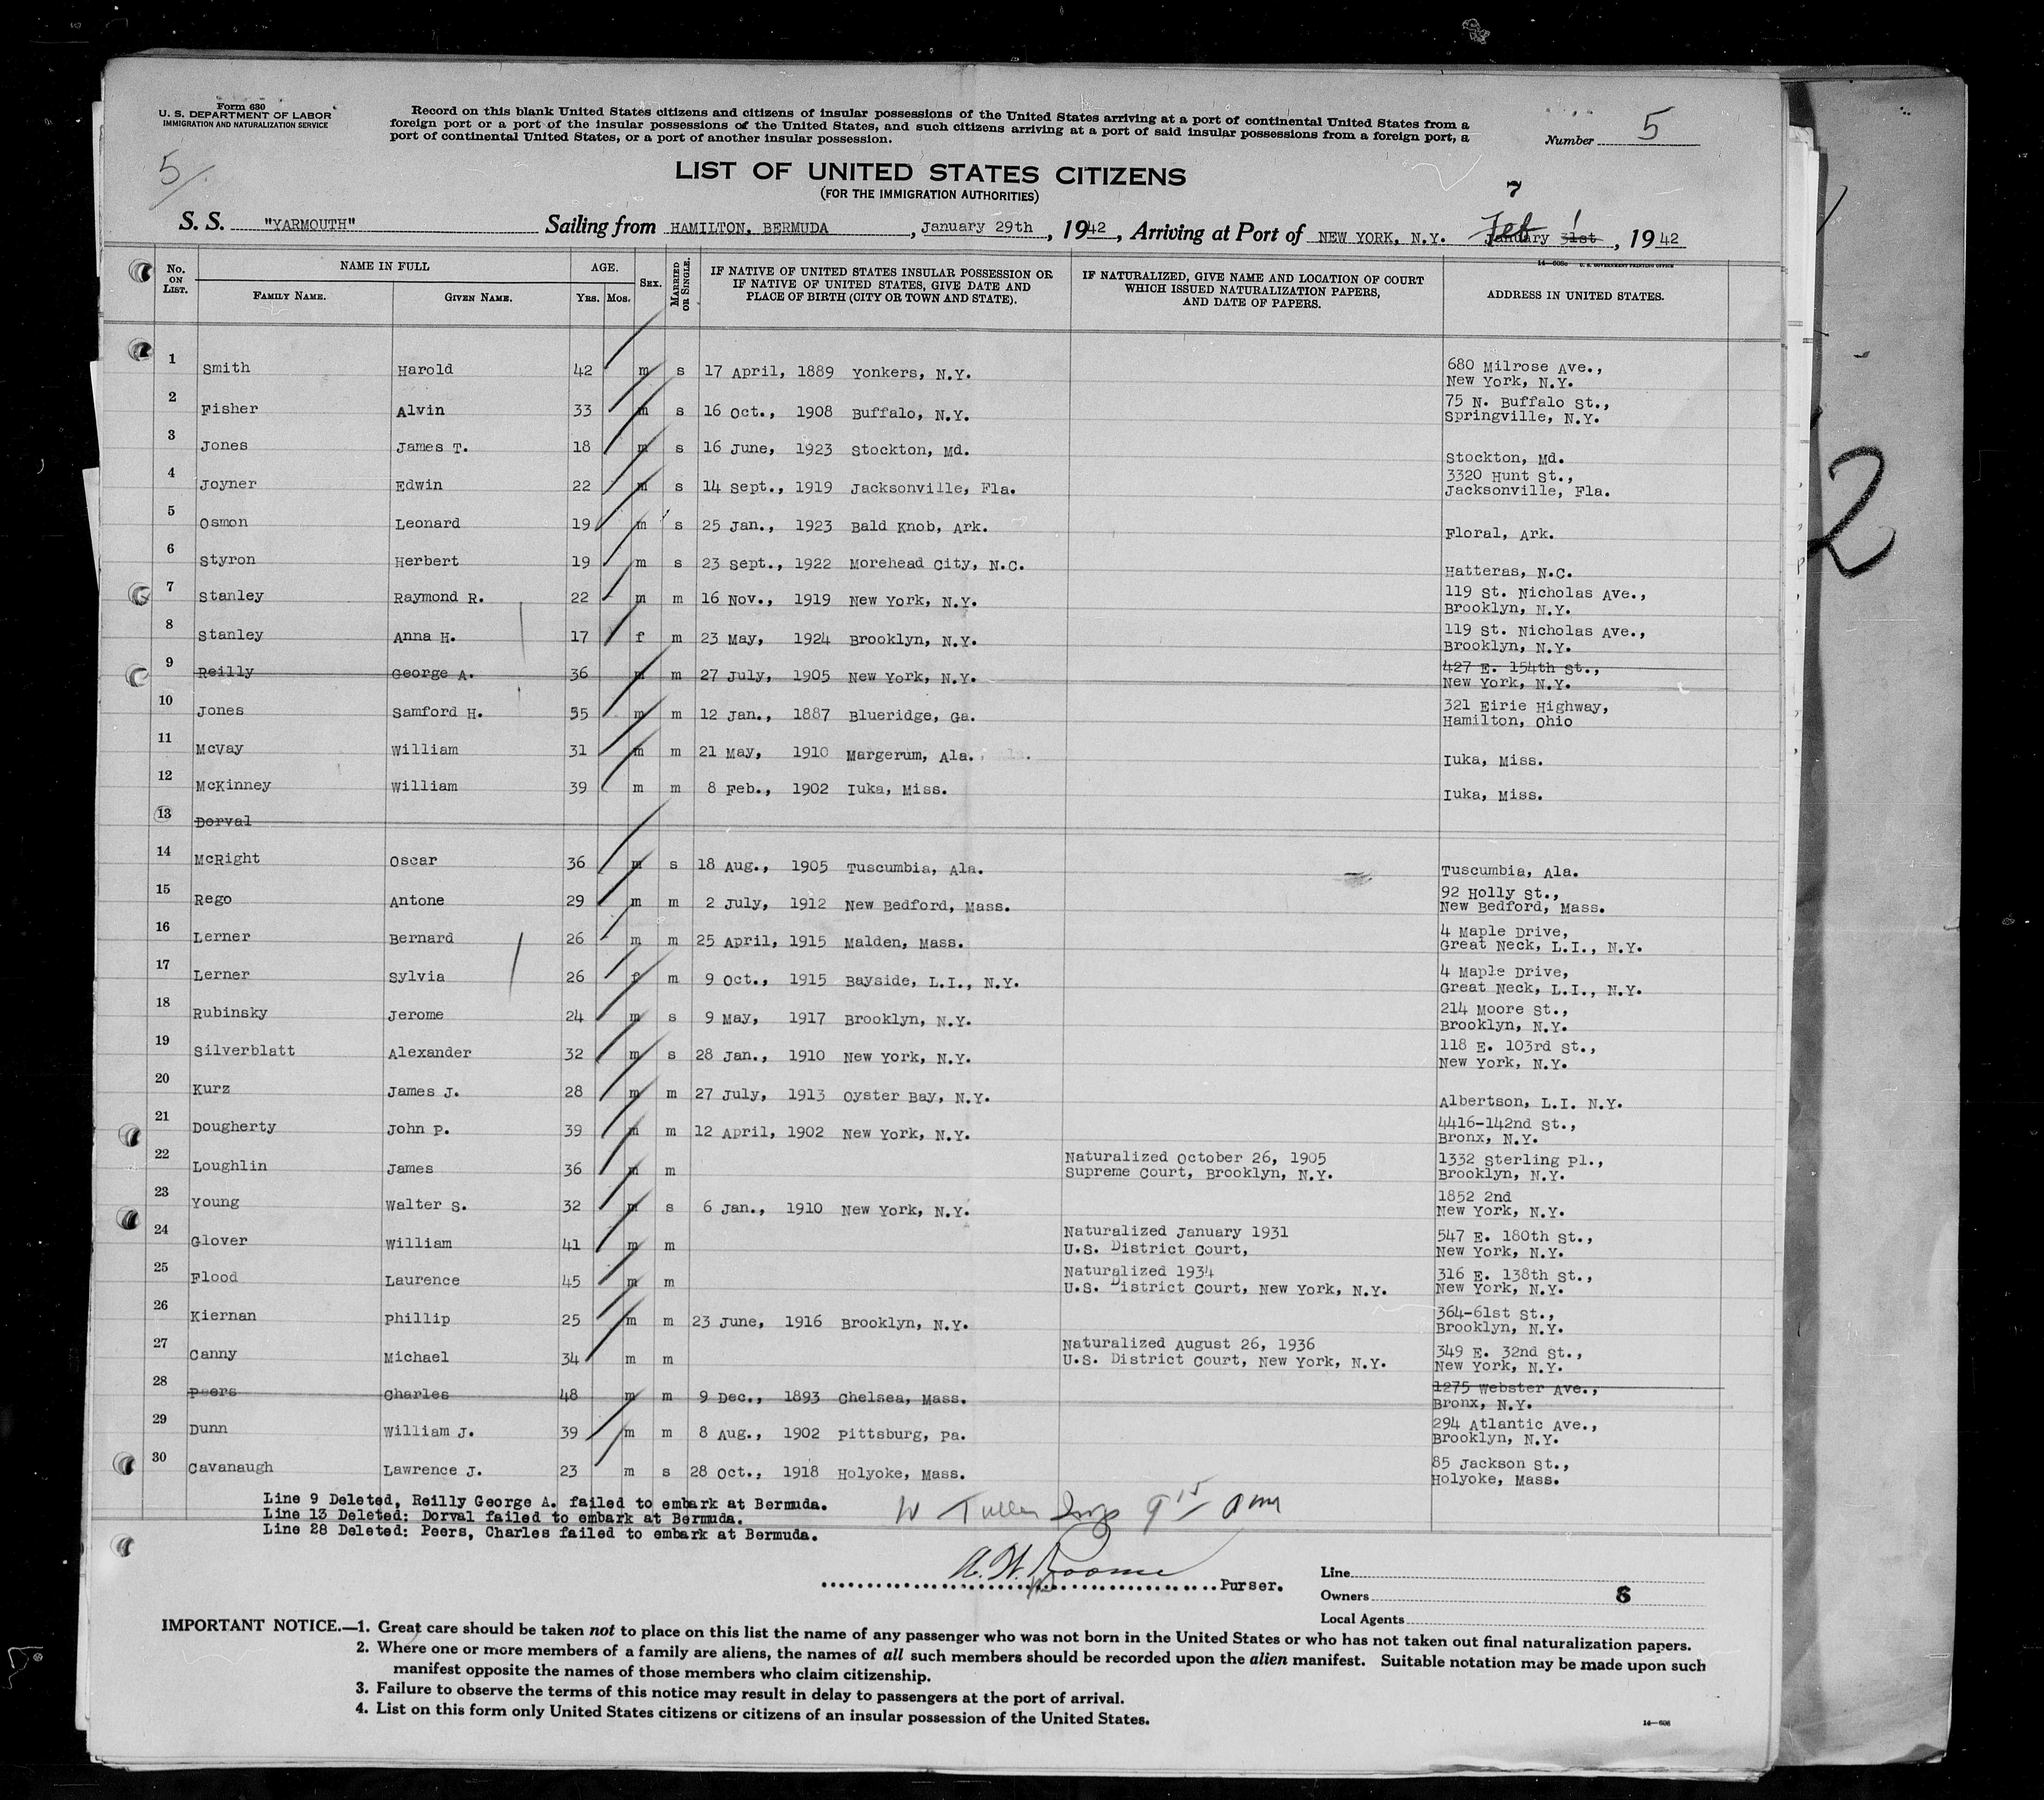 Form 630
U. S. DEPARTMENT OF LABOR
IMMIGRATION AND NATURALIZATION SERVICE
Record on this blank United States citizens and citizens of insular possessions of the United States arriving at a port of continental United States from a
foreign port or a port of the insular possessions of the United States, and such citizens arriving at a port of said insular possessions from a foreign port, a
port of continental United States, or a port of another insular possession.
Number 5
5/.
LIST OF UNITED STATES CITIZENS
(FOR THE IMMIGRATION AUTHORITIES)
7
S. S. "YARMOUTH" Sailing from HAMILTON, BERMUDA, January 29th, 1942, Arriving at Port of NEW YORK, N.Y. January 31st Feb 1, 1942
14-608c U. S. GOVERNMENT PRINTING OFFICE
No. ON LIST. NAME IN FULL FAMILY NAME. GIVEN NAME. AGE. Yrs. Mos. SEX. MARRIED OR SINGLE. IF NATIVE OF UNITED STATES INSULAR POSSESSION OR IF NATIVE OF UNITED STATES, GIVE DATE AND PLACE OF BIRTH (CITY OR TOWN AND STATE). IF NATURALIZED, GIVE NAME AND LOCATION OF COURT WHICH ISSUED NATURALIZATION PAPERS, AND DATE OF PAPERS. ADDRESS IN UNITED STATES.
1 Smith Harold 42 m s 17 April, 1889 Yonkers, N.Y. 680 Milrose Ave., New York, N.Y.
2 Fisher Alvin 33 m s 16 Oct., 1908 Buffalo, N.Y. 75 N. Buffalo St., Springville, N.Y.
3 Jones James T. 18 m s 16 June, 1923 Stockton, Md. Stockton, Md.
4 Joyner Edwin 22 m s 14 Sept., 1919 Jacksonville, Fla. 3320 Hunt St., Jacksonville, Fla.
5 Osmon Leonard 19 m s 25 Jan., 1923 Bald Knob, Ark. Floral, Ark.
6 Styron Herbert 19 m s 23 Sept., 1922 Morehead City, N.C. Hatteras, N.C.
7 Stanley Raymond R. 22 m m 16 Nov., 1919 New York, N.Y. 119 St. Nicholas Ave., Brooklyn, N.Y.
8 Stanley Anna H. 17 f m 23 May, 1924 Brooklyn, N.Y. 119 St. Nicholas Ave., Brooklyn, N.Y.
9 Reilly George A. 36 m m 27 July, 1905 New York, N.Y. 427 E. 154th St., New York, N.Y.
10 Jones Samford H. 55 m m 12 Jan., 1887 Blueridge, Ga. 321 Eirie Highway, Hamilton, Ohio
11 McVay William 31 m m 21 May, 1910 Margerum, Ala. Iuka, Miss.
12 McKinney William 39 m m 8 Feb., 1902 Iuka, Miss. Iuka, Miss.
13 Dorval
14 McRight Oscar 36 m s 18 Aug., 1905 Tuscumbia, Ala. Tuscumbia, Ala.
15 Rego Antone 29 m m 2 July, 1912 New Bedford, Mass. 92 Holly St., New Bedford, Mass.
16 Lerner Bernard 26 m m 25 April, 1915 Malden, Mass. 4 Maple Drive, Great Neck, L.I., N.Y.
17 Lerner Sylvia 26 f m 9 Oct., 1915 Bayside, L.I., N.Y. 4 Maple Drive, Great Neck, L.I., N.Y.
18 Rubinsky Jerome 24 m s 9 May, 1917 Brooklyn, N.Y. 214 Moore St., Brooklyn, N.Y.
19 Silverblatt Alexander 32 m s 28 Jan., 1910 New York, N.Y. 118 E. 103rd St., New York, N.Y.
20 Kurz James J. 28 m m 27 July, 1913 Oyster Bay, N.Y. Albertson, L.I. N.Y.
21 Dougherty John P. 39 m m 12 April, 1902 New York, N.Y. 4416-142nd St., Bronx, N.Y.
22 Loughlin James 36 m m Naturalized October 26, 1905 Supreme Court, Brooklyn, N.Y. 1332 Sterling Pl., Brooklyn, N.Y.
23 Young Walter S. 32 m s 6 Jan., 1910 New York, N.Y. 1852 2nd New York, N.Y.
24 Glover William 41 m m Naturalized January 1931 U.S. District Court, 547 E. 180th St., New York, N.Y.
25 Flood Laurence 45 m m Naturalized 1934 U.S. District Court, New York, N.Y. 316 E. 138th St., New York, N.Y.
26 Kiernan Phillip 25 m m 23 June, 1916 Brooklyn, N.Y. 364-61st St., Brooklyn, N.Y.
27 Canny Michael 34 m m Naturalized August 26, 1936 U.S. District Court, New York, N.Y. 349 E. 32nd St., New York, N.Y.
28 Peers Charles 48 m m 9 Dec., 1893 Chelsea, Mass. 1275 Webster Ave., Bronx, N.Y.
29 Dunn William J. 39 m m 8 Aug., 1902 Pittsburg, Pa. 294 Atlantic Ave., Brooklyn, N.Y.
30 Cavanaugh Lawrence J. 23 m s 28 Oct., 1918 Holyoke, Mass. 85 Jackson St., Holyoke, Mass.
Line 9 Deleted, Reilly George A. failed to embark at Bermuda.
Line 13 Deleted: Dorval failed to embark at Bermuda.
Line 28 Deleted: Peers, Charles failed to embark at Bermuda.
9 15 am
Purser.
Line
Owners 8
Local Agents
IMPORTANT NOTICE.—1. Great care should be taken not to place on this list the name of any passenger who was not born in the United States or who has not taken out final naturalization papers.
2. Where one or more members of a family are aliens, the names of all such members should be recorded upon the alien manifest. Suitable notation may be made upon such
manifest opposite the names of those members who claim citizenship.
3. Failure to observe the terms of this notice may result in delay to passengers at the port of arrival.
4. List on this form only United States citizens or citizens of an insular possession of the United States.
14-608
2